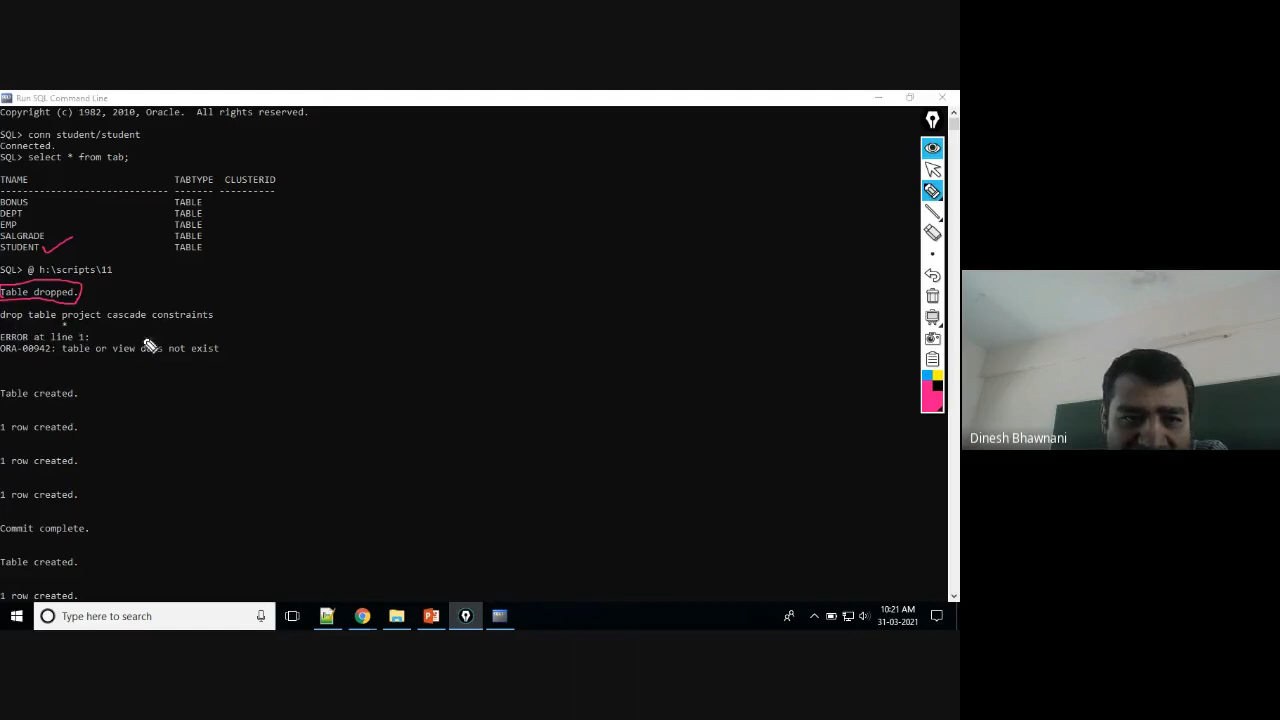 Run SQL Command Line
Copyright (c) 1982, 2010, Oracle.  All rights reserved.
SQL> conn student/student
Connected.
SQL> select * from tab;
TNAME TABTYPE CLUSTERID
------------------------------ ------- ----------
BONUS TABLE
DEPT TABLE
EMP TABLE
SALGRADE TABLE
STUDENT TABLE
SQL> @ h:\scripts\11
Table dropped.
drop table project cascade constraints
*
ERROR at line 1:
ORA-00942: table or view does not exist
Table created.
1 row created.
1 row created.
1 row created.
Commit complete.
Table created.
1 row created.
Dinesh Bhawnani
Type here to search
10:21 AM
31-03-2021